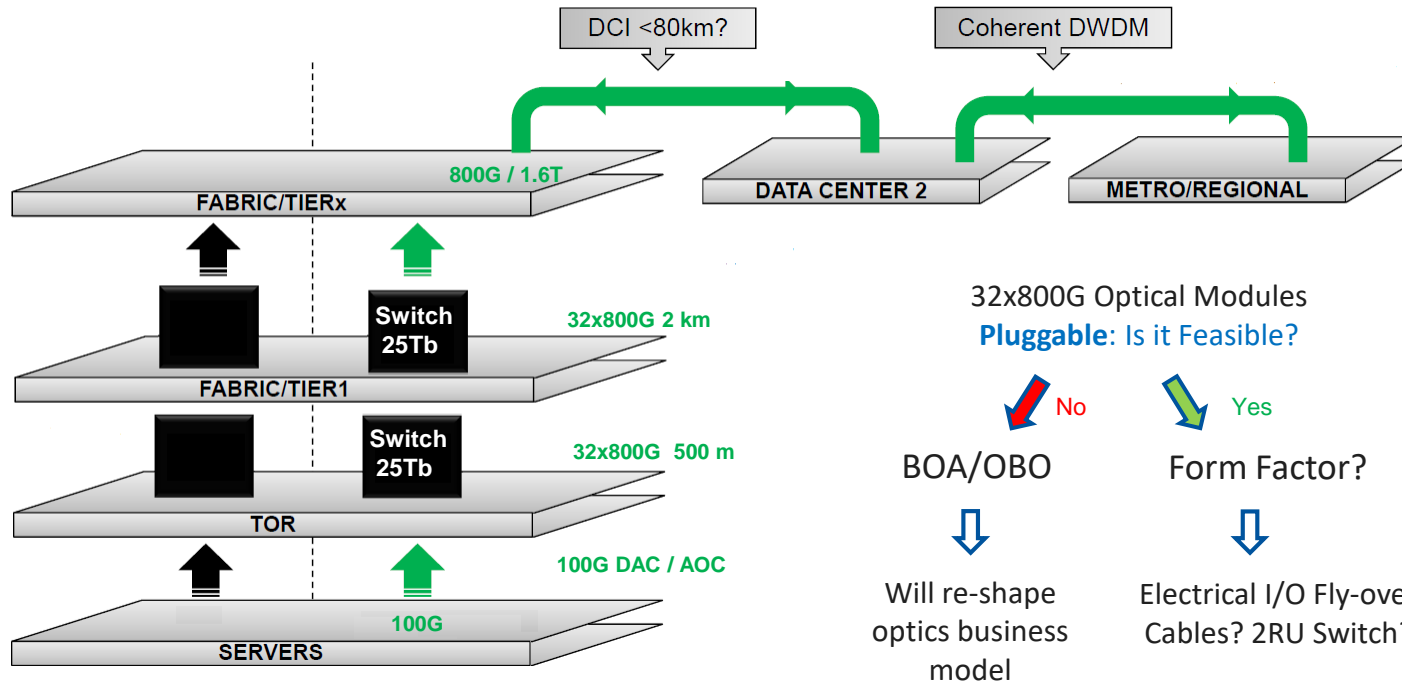 DCI <80km?
Coherent DWDM
800G / 1.6T
FABRIC/TIERx
DATA CENTER 2
METRO/REGIONAL
Switch
25Tb
32x800G 2 km
FABRIC/TIER1
Switch
25Tb
32x800G 500 m
TOR
100G DAC / AOC
100G
SERVERS
32x800G Optical Modules
Pluggable: Is it Feasible?
No
Yes
BOA/OBO
Form Factor?
Will re-shape
optics business
model
Electrical I/O Fly-ove
Cables? 2RU Switch?